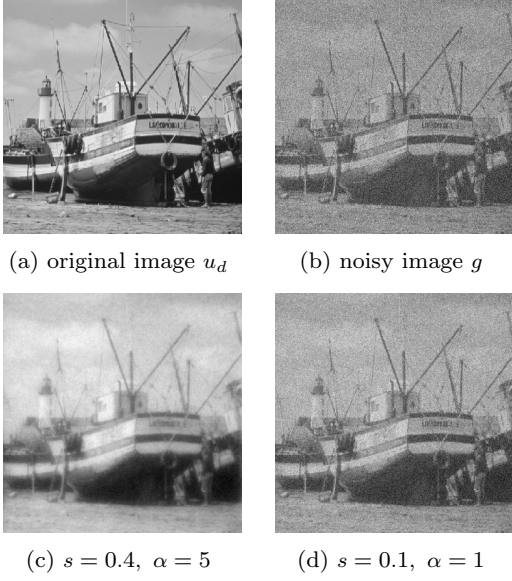 (a) original image u_d
(b) noisy image g
(c) s = 0.4, α = 5
(d) s = 0.1, α = 1